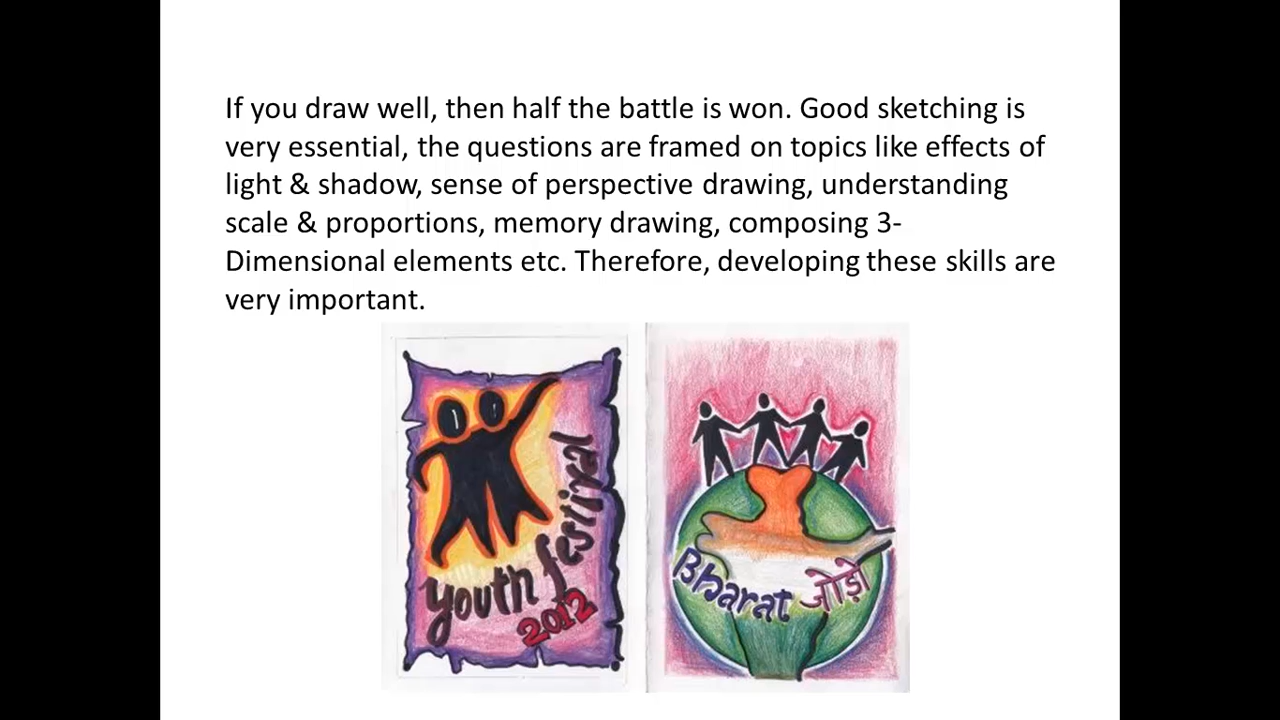 If you draw well, then half the battle is won. Good sketching is
very essential, the questions are framed on topics like effects of
light & shadow, sense of perspective drawing, understanding
scale & proportions, memory drawing, composing 3-
Dimensional elements etc. Therefore, developing these skills are
very important.
youth festival
2012
Bharat जोड़ो